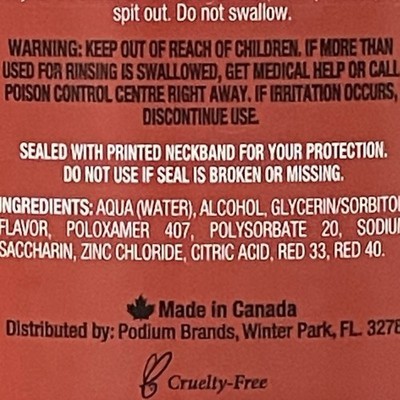 spit out. Do not swallow.
WARNING: KEEP OUT OF REACH OF CHILDREN. IF MORE THAN
USED FOR RINSING IS SWALLOWED, GET MEDICAL HELP OR CALL
POISON CONTROL CENTRE RIGHT AWAY. IF IRRITATION OCCURS,
DISCONTINUE USE.
SEALED WITH PRINTED NECKBAND FOR YOUR PROTECTION.
DO NOT USE IF SEAL IS BROKEN OR MISSING.
INGREDIENTS: AQUA (WATER), ALCOHOL, GLYCERIN/SORBITOL
FLAVOR, POLOXAMER 407, POLYSORBATE 20, SODIUM
SACCHARIN, ZINC CHLORIDE, CITRIC ACID, RED 33, RED 40.
Made in Canada
Distributed by: Podium Brands, Winter Park, FL. 3278
Cruelty-Free